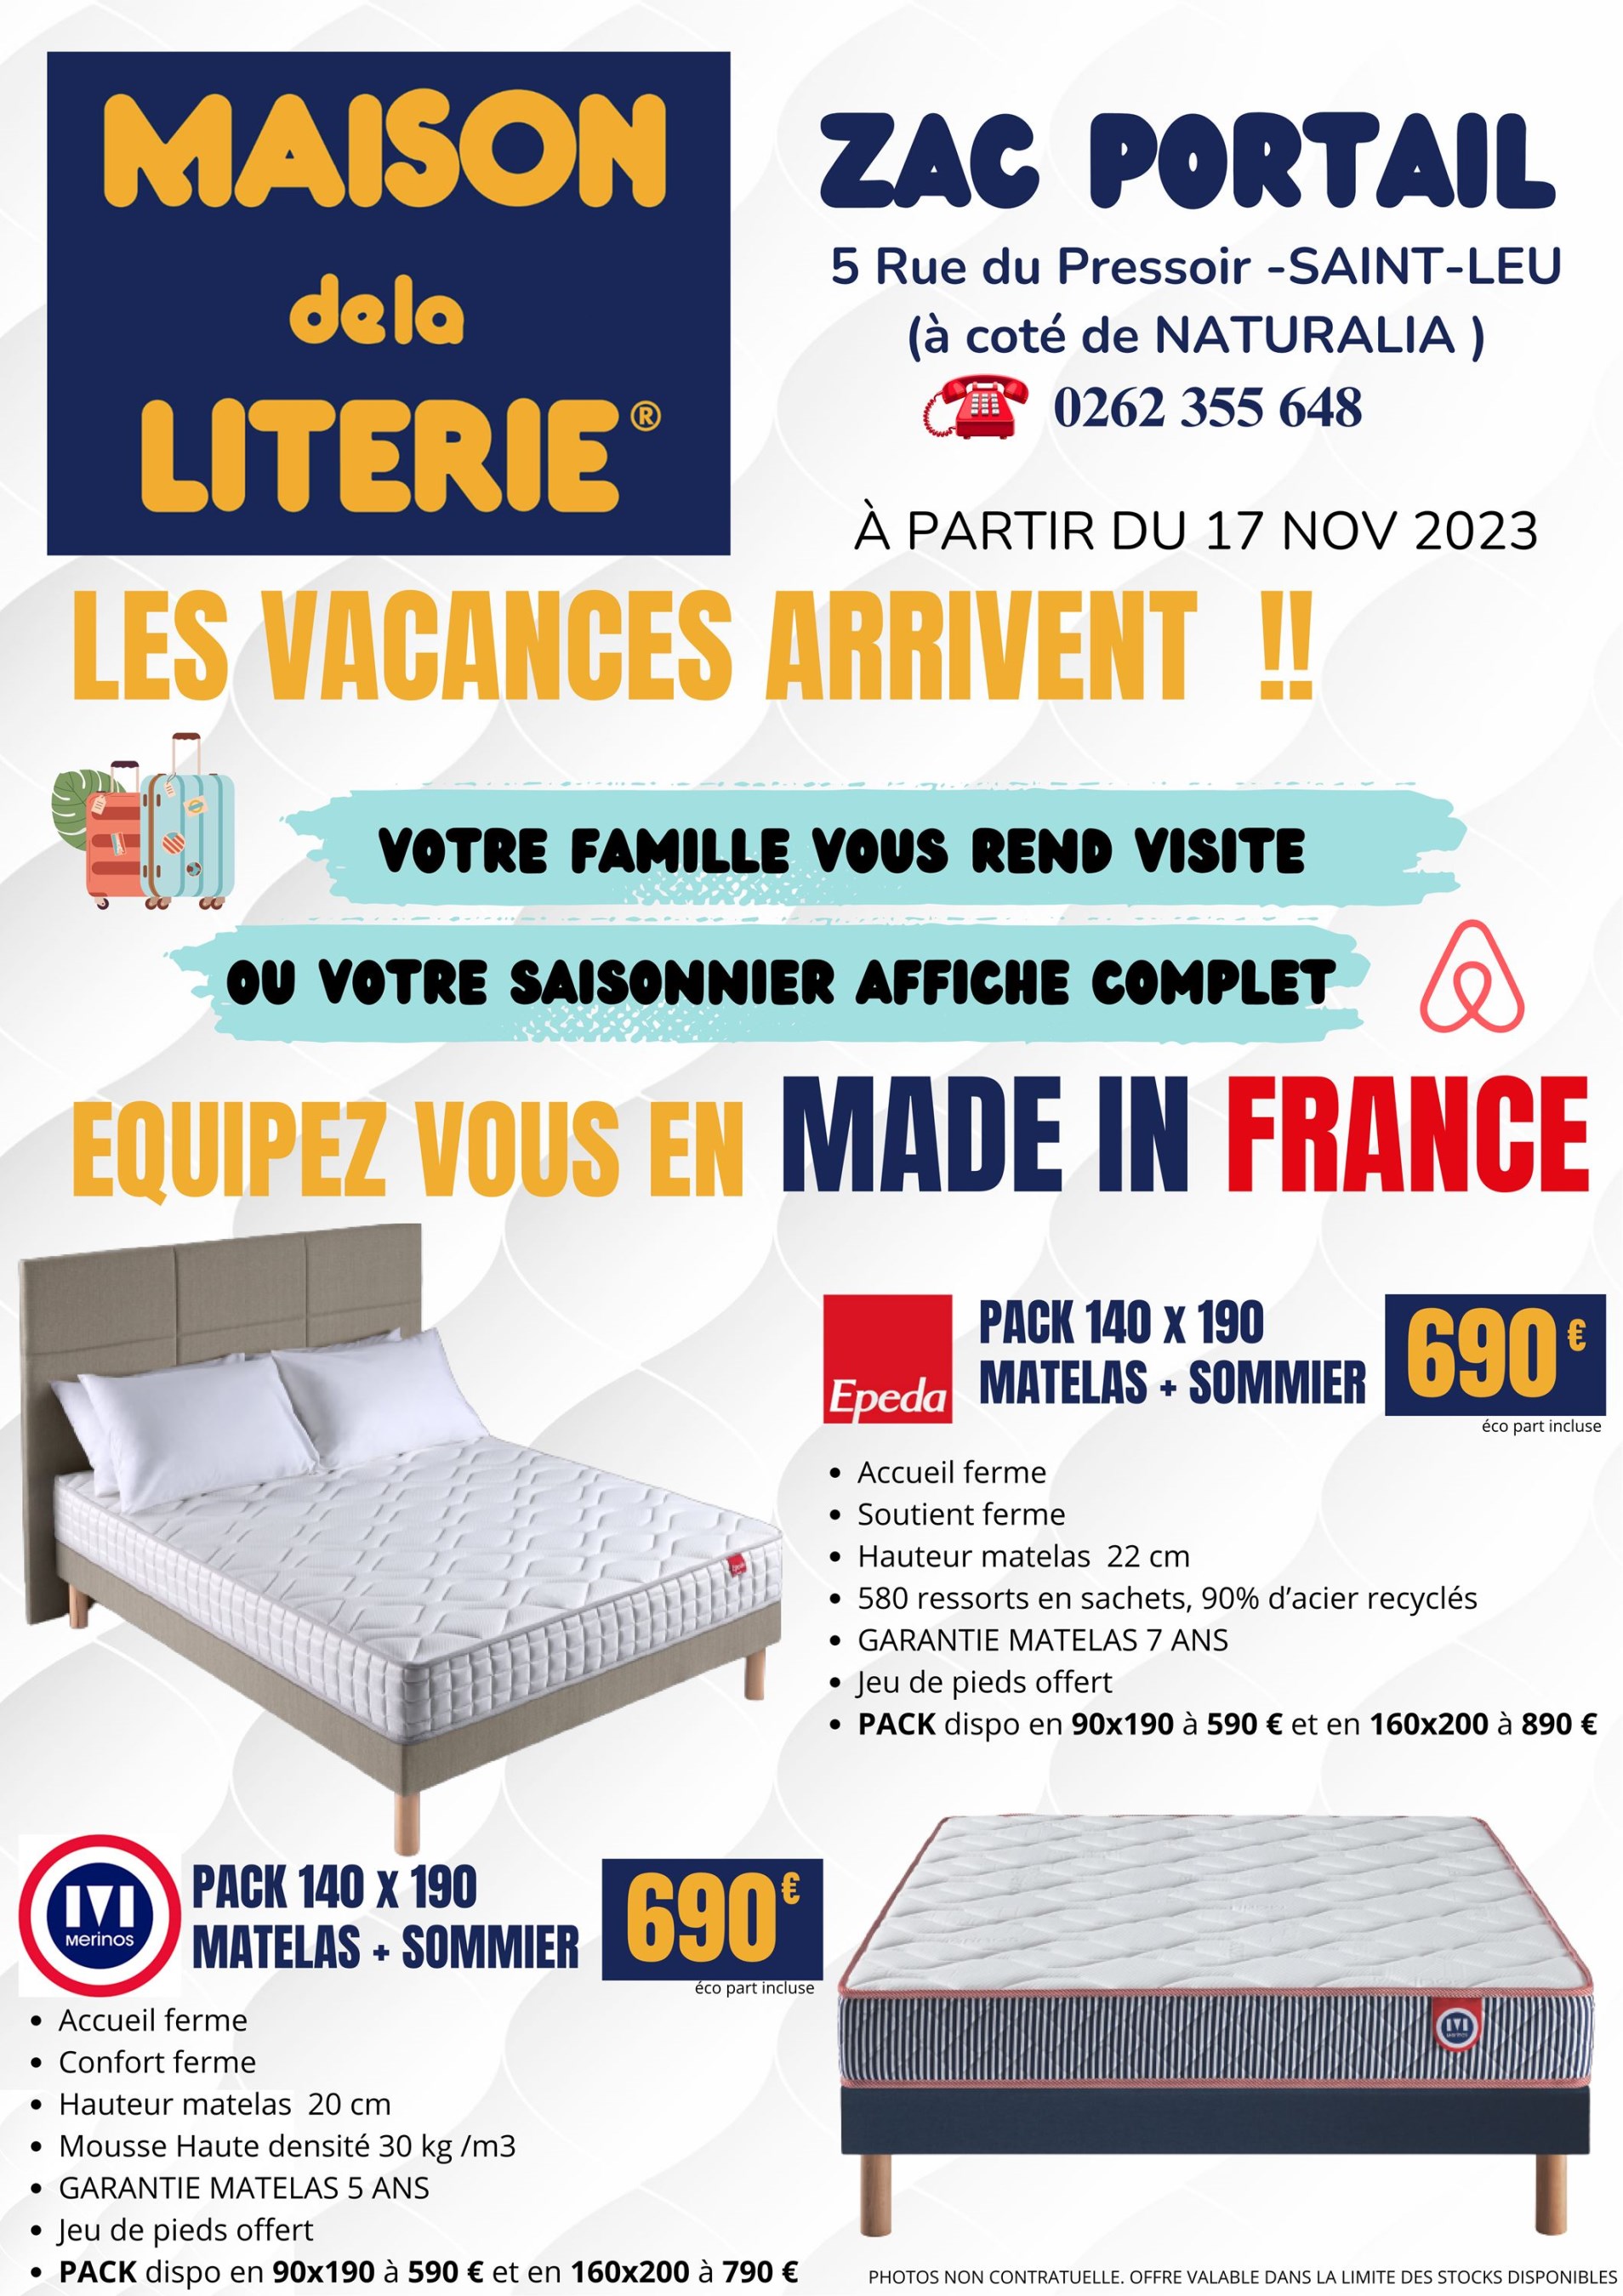 MAISON
de la
LITERIE®
ZAC PORTAIL
5 Rue du Pressoir -SAINT-LEU
(à coté de NATURALIA )
0262 355 648
À PARTIR DU 17 NOV 2023
LES VACANCES ARRIVENT !!
VOTRE FAMILLE VOUS REND VISITE
OU VOTRE SAISONNIER AFFICHE COMPLET
EQUIPEZ VOUS EN MADE IN FRANCE
Epeda
PACK 140 X 190
MATELAS + SOMMIER
690 €
éco part incluse
• Accueil ferme
• Soutient ferme
• Hauteur matelas 22 cm
• 580 ressorts en sachets, 90% d’acier recyclés
• GARANTIE MATELAS 7 ANS
• Jeu de pieds offert
• PACK dispo en 90x190 à 590 € et en 160x200 à 890 €
Epeda
M
Merinos
PACK 140 X 190
MATELAS + SOMMIER
690 €
éco part incluse
• Accueil ferme
• Confort ferme
• Hauteur matelas 20 cm
• Mousse Haute densité 30 kg /m3
• GARANTIE MATELAS 5 ANS
• Jeu de pieds offert
• PACK dispo en 90x190 à 590 € et en 160x200 à 790 €
M
Merinos
PHOTOS NON CONTRATUELLE. OFFRE VALABLE DANS LA LIMITE DES STOCKS DISPONIBLES